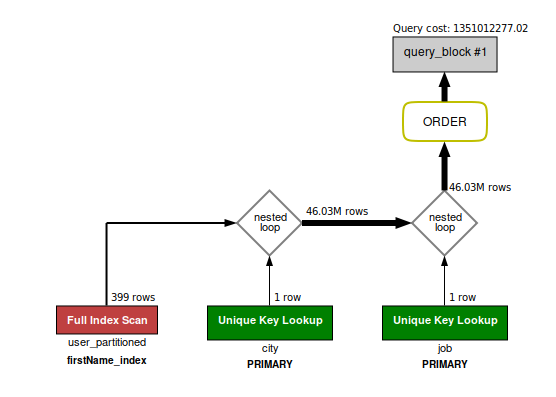 Query cost: 1351012277.02
query_block #1
ORDER
46.03M rows
46.03M rows
nested
loop
nested
loop
399 rows
1 row
1 row
Full Index Scan
Unique Key Lookup
Unique Key Lookup
user_partitioned
city
job
firstName_index
PRIMARY
PRIMARY